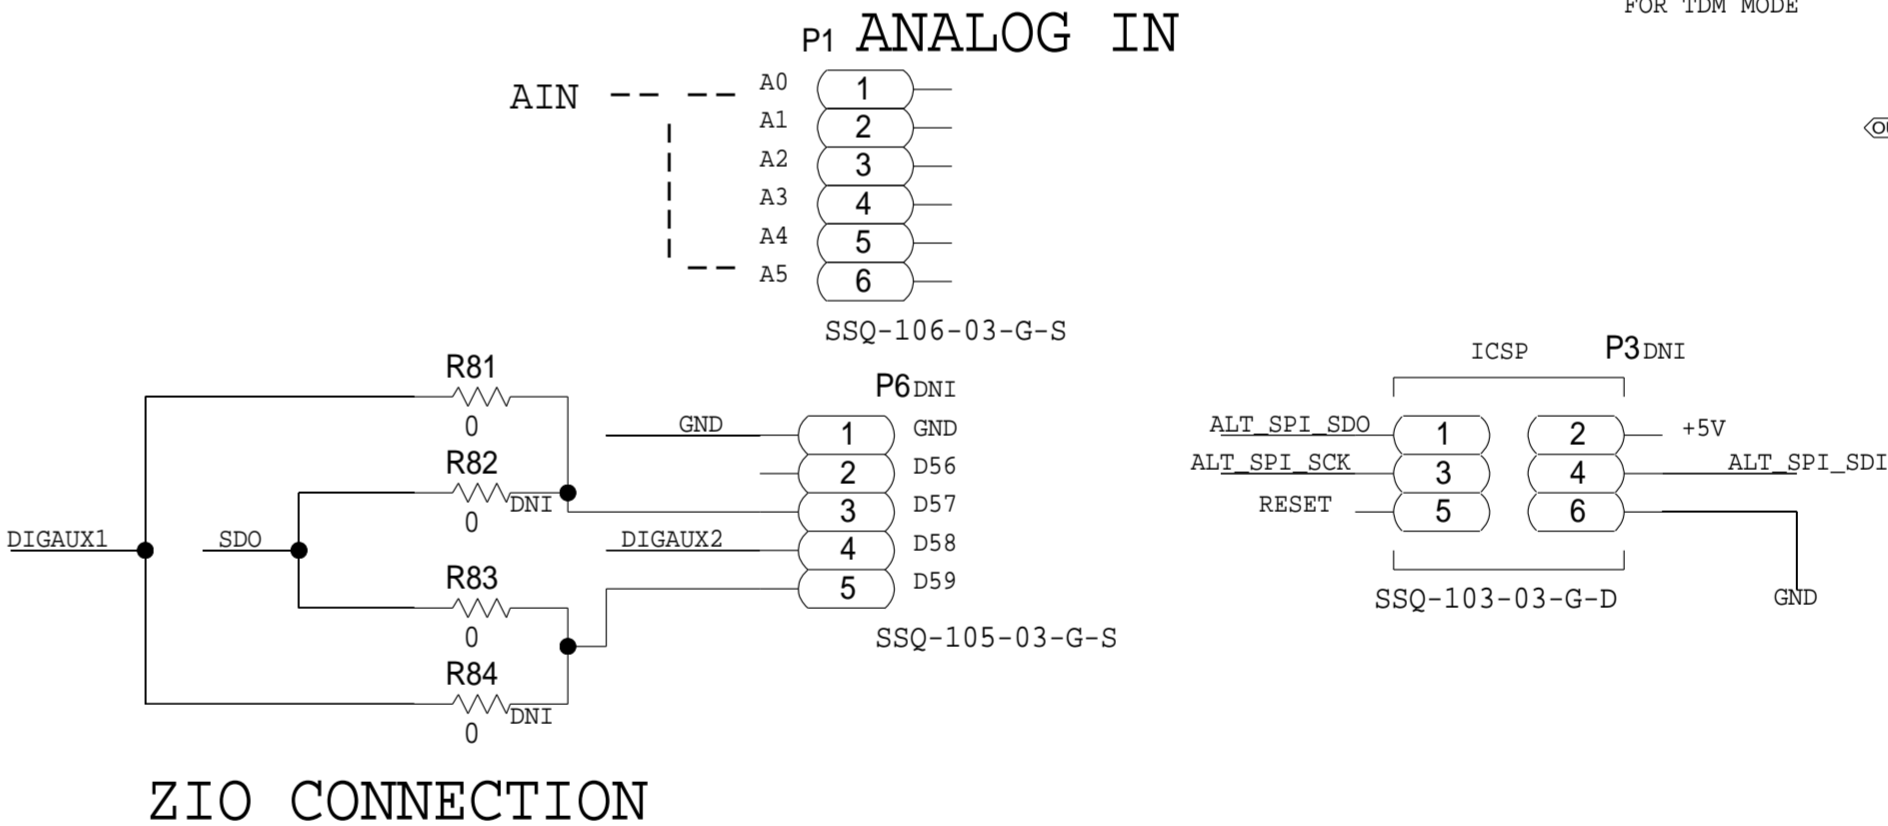 FOR TDM MODE
P1 ANALOG IN
AIN
A0 1
A1 2
A2 3
A3 4
A4 5
A5 6
SSQ-106-03-G-S
R81
0
R82
0
DNI
DIGAUX1
SDO
R83
0
R84
0
DNI
P6 DNI
GND 1 GND
2 D56
3 D57
DIGAUX2 4 D58
5 D59
SSQ-105-03-G-S
ICSP P3 DNI
ALT_SPI_SDO 1 2 +5V
ALT_SPI_SCK 3 4 ALT_SPI_SDI
RESET 5 6
GND
SSQ-103-03-G-D
ZIO CONNECTION